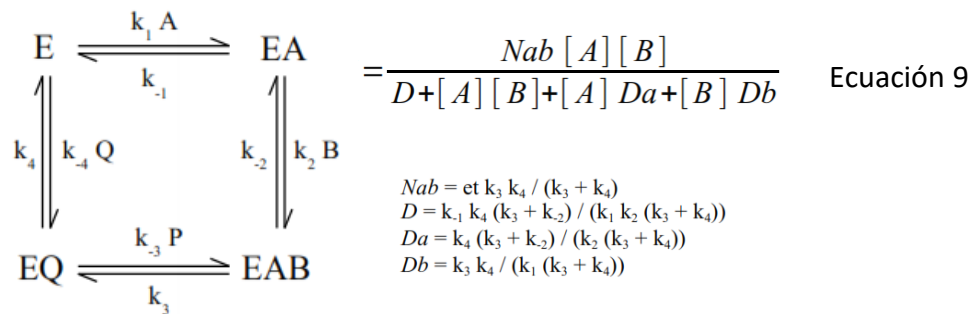 k₁ A
E EA
k₋₁
k₄ k₋₄ Q k₋₂ k₂ B
k₋₃ P
EQ EAB
k₃
= Nab [A][B] / D+[A][B]+[A] Da+[B] Db
Ecuación 9
Nab = et k₃ k₄ / (k₃ + k₄)
D = k₋₁ k₄ (k₃ + k₋₂) / (k₁ k₂ (k₃ + k₄))
Da = k₄ (k₃ + k₋₂) / (k₂ (k₃ + k₄))
Db = k₃ k₄ / (k₁ (k₃ + k₄))